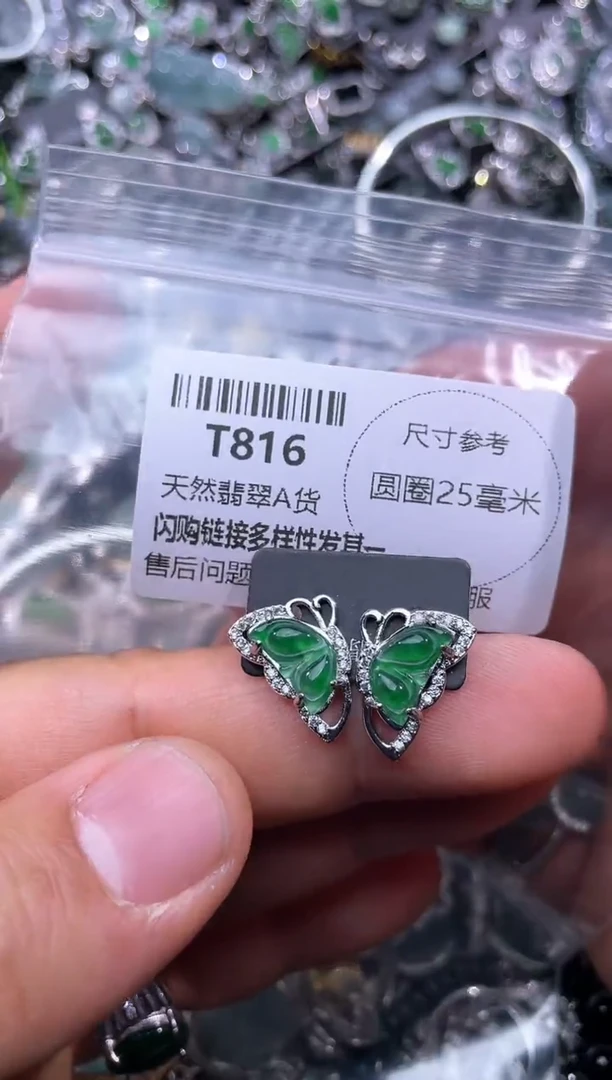 T816
尺寸参考
圆圈25毫米
天然翡翠A货
闪购链接多样性发其一
售后问题
服